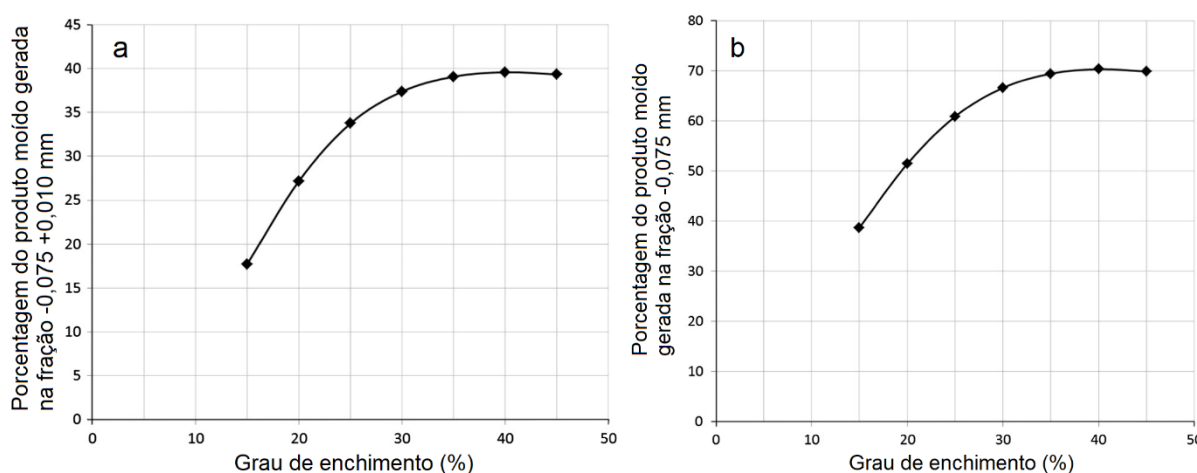 a
Porcentagem do produto moído gerada
na fração -0,075 +0,010 mm
45
40
35
30
25
20
15
10
5
0
0 10 20 30 40 50
Grau de enchimento (%)
b
Porcentagem do produto moído
gerada na fração -0,075 mm
80
70
60
50
40
30
20
10
0
0 10 20 30 40 50
Grau de enchimento (%)